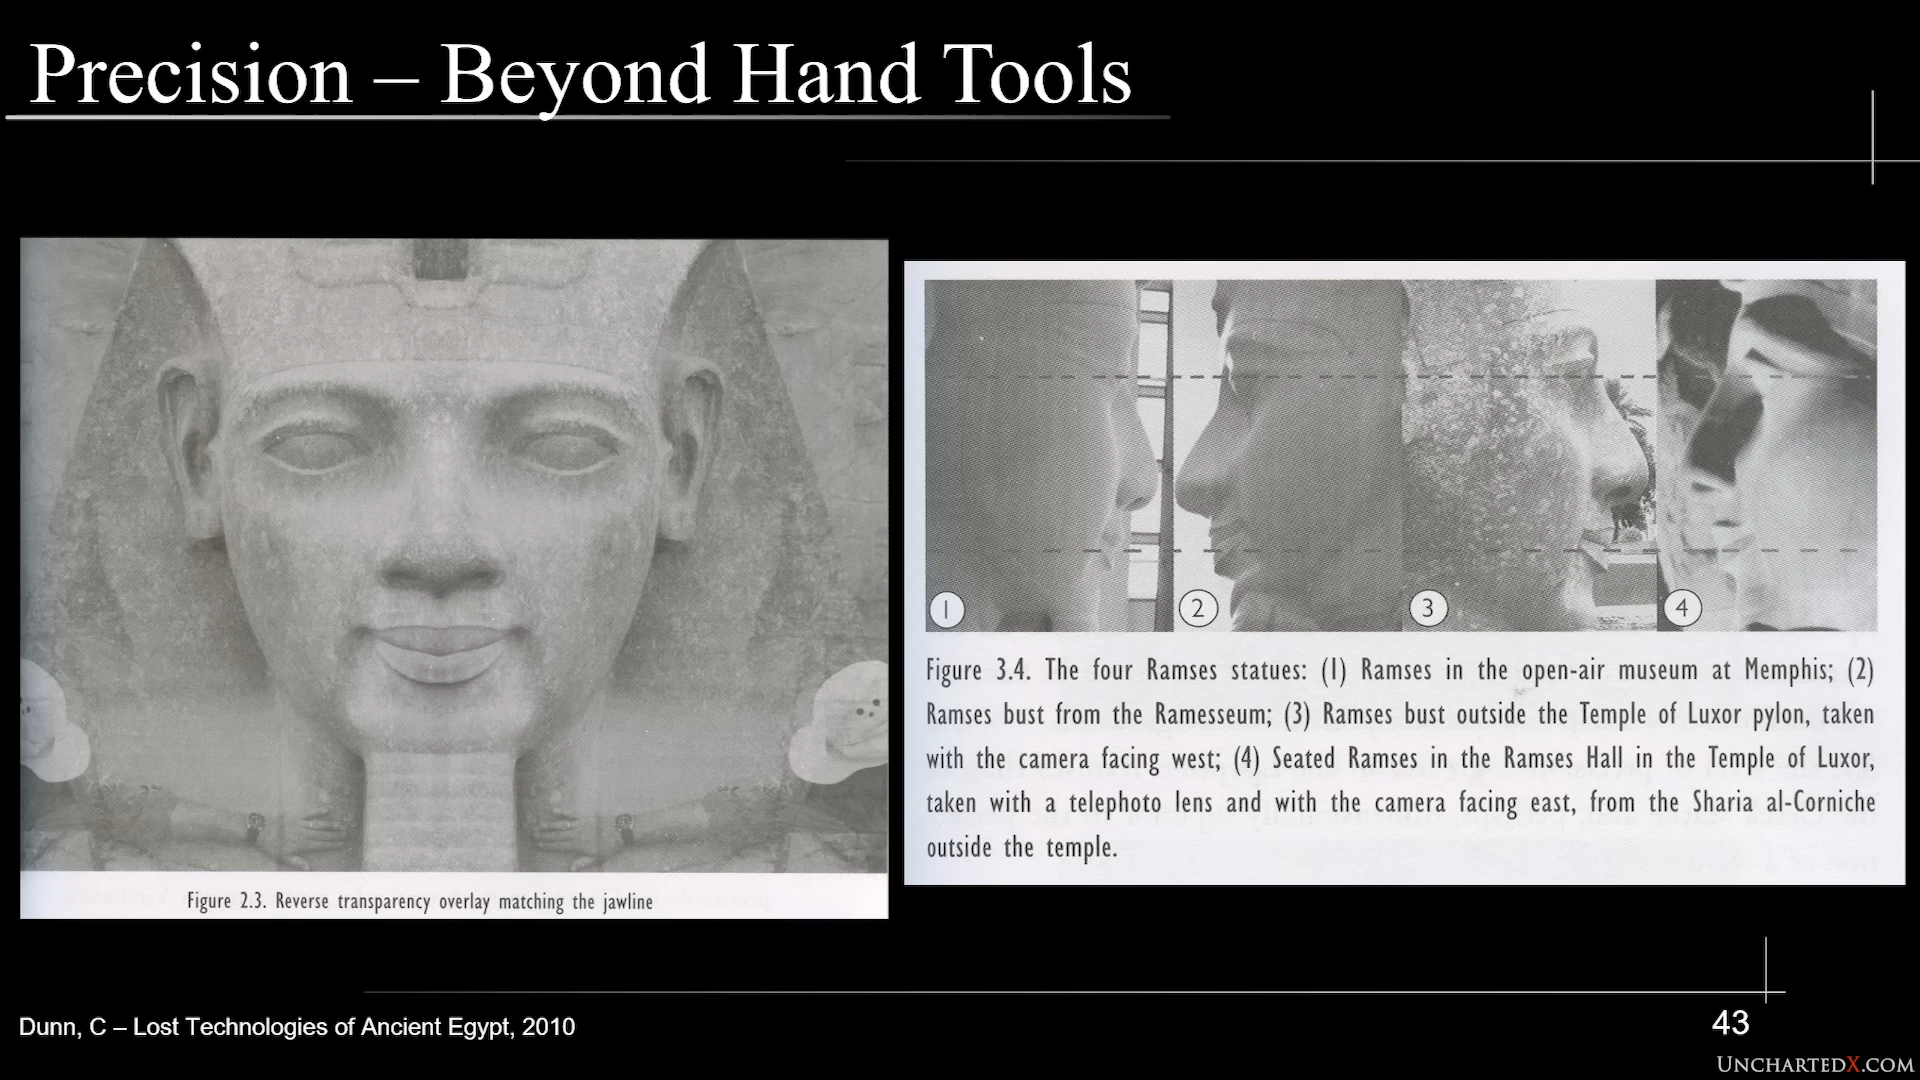 Precision – Beyond Hand Tools
Figure 2.3. Reverse transparency overlay matching the jawline
1
2
3
4
Figure 3.4. The four Ramses statues: (1) Ramses in the open-air museum at Memphis; (2)
Ramses bust from the Ramesseum; (3) Ramses bust outside the Temple of Luxor pylon, taken
with the camera facing west; (4) Seated Ramses in the Ramses Hall in the Temple of Luxor,
taken with a telephoto lens and with the camera facing east, from the Sharia al-Corniche
outside the temple.
Dunn, C – Lost Technologies of Ancient Egypt, 2010
43
UNCHARTEDX.COM